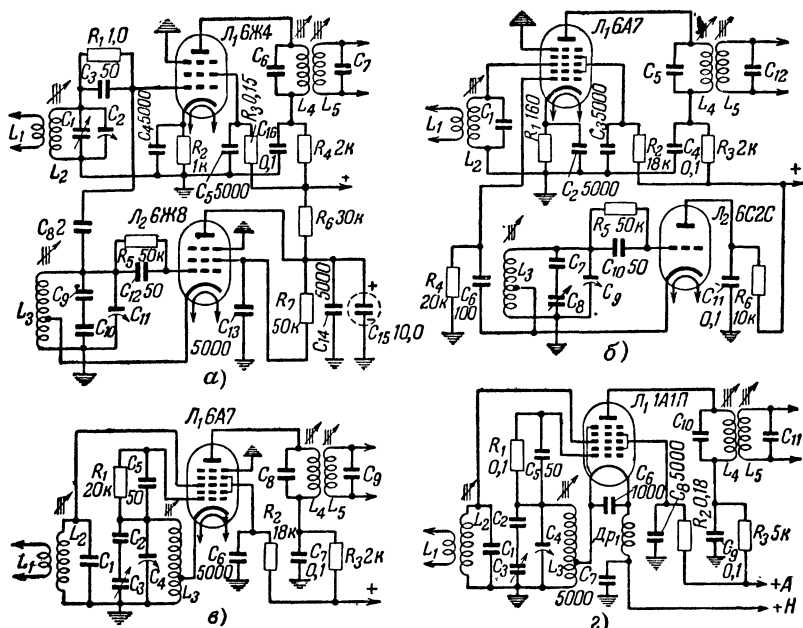 R₁ 1,0
Л₁ 6Ж4
C₃ 50
C₆
C₇
L₁
C₁
C₂
L₂
C₄ 5000
R₂ 1к
R₃ 0,15
C₁₆ 0,1
C₅ 5000
L₄
L₅
R₄ 2к
+
C₈ 2
Л₂ 6Ж8
R₆ 30к
R₅ 50к
C₁₂ 50
C₉
L₃
C₁₀
C₁₁
C₁₃ 5000
R₇ 50к
C₁₄ 5000
+
C₁₅ 10,0
а)
Л₁ 6А7
C₅
C₁₂
L₁
C₁
L₂
R₁ 160
C₃ 5000
L₄
L₅
C₂ 5000
R₂ 18к
C₄ 0,1
R₃ 2к
+
R₅ 50к
Л₂ 6С2С
C₁₀ 50
R₄ 20к
C₆ 100
L₃
C₇
C₈
C₉
C₁₁ 0,1
R₆ 10к
б)
Л₁ 6А7
R₁ 20к
C₅ 50
C₈
C₉
L₄
L₅
L₁
L₂
C₁
C₂
C₃
C₄
L₃
R₂ 18к
C₆ 5000
C₇ 0,1
R₃ 2к
+
в)
Л₁ 1А1П
R₁ 0,1
C₅ 50
C₁₀
C₁₁
L₄
L₅
C₆ 1000
C₈ 5000
R₂ 0,18
L₁
L₂
C₂
C₁
C₃
C₄
L₃
Др₁
C₇ 5000
C₉ 0,1
R₃ 5к
+А
+Н
г)